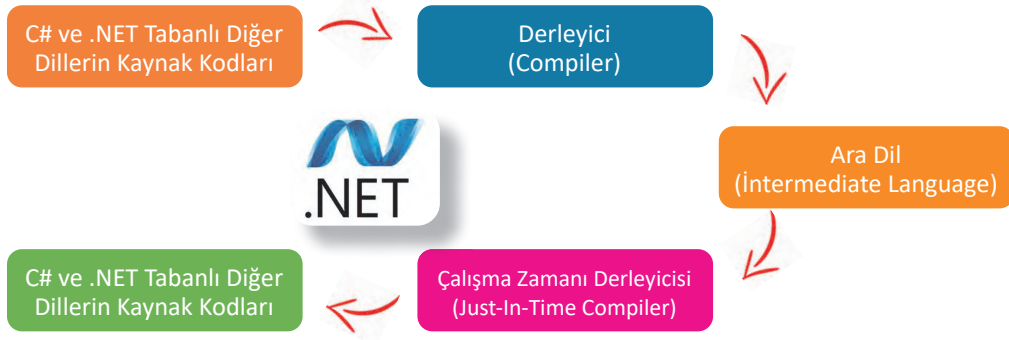 C# ve .NET Tabanlı Diğer
Dillerin Kaynak Kodları
Derleyici
(Compiler)
Ara Dil
(İntermediate Language)
.NET
C# ve .NET Tabanlı Diğer
Dillerin Kaynak Kodları
Çalışma Zamanı Derleyicisi
(Just-In-Time Compiler)